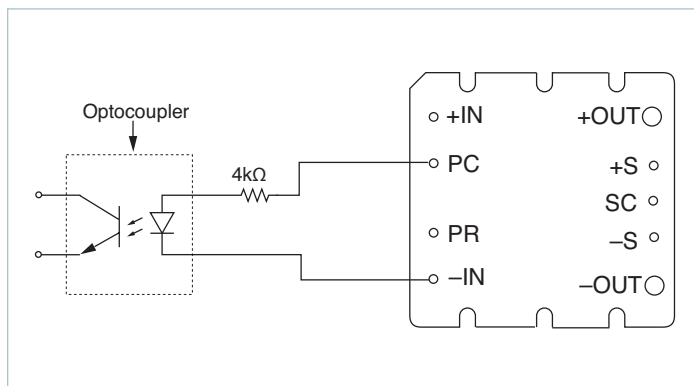 Optocoupler
4kΩ
+IN
PC
PR
–IN
+OUT
+S
SC
–S
–OUT